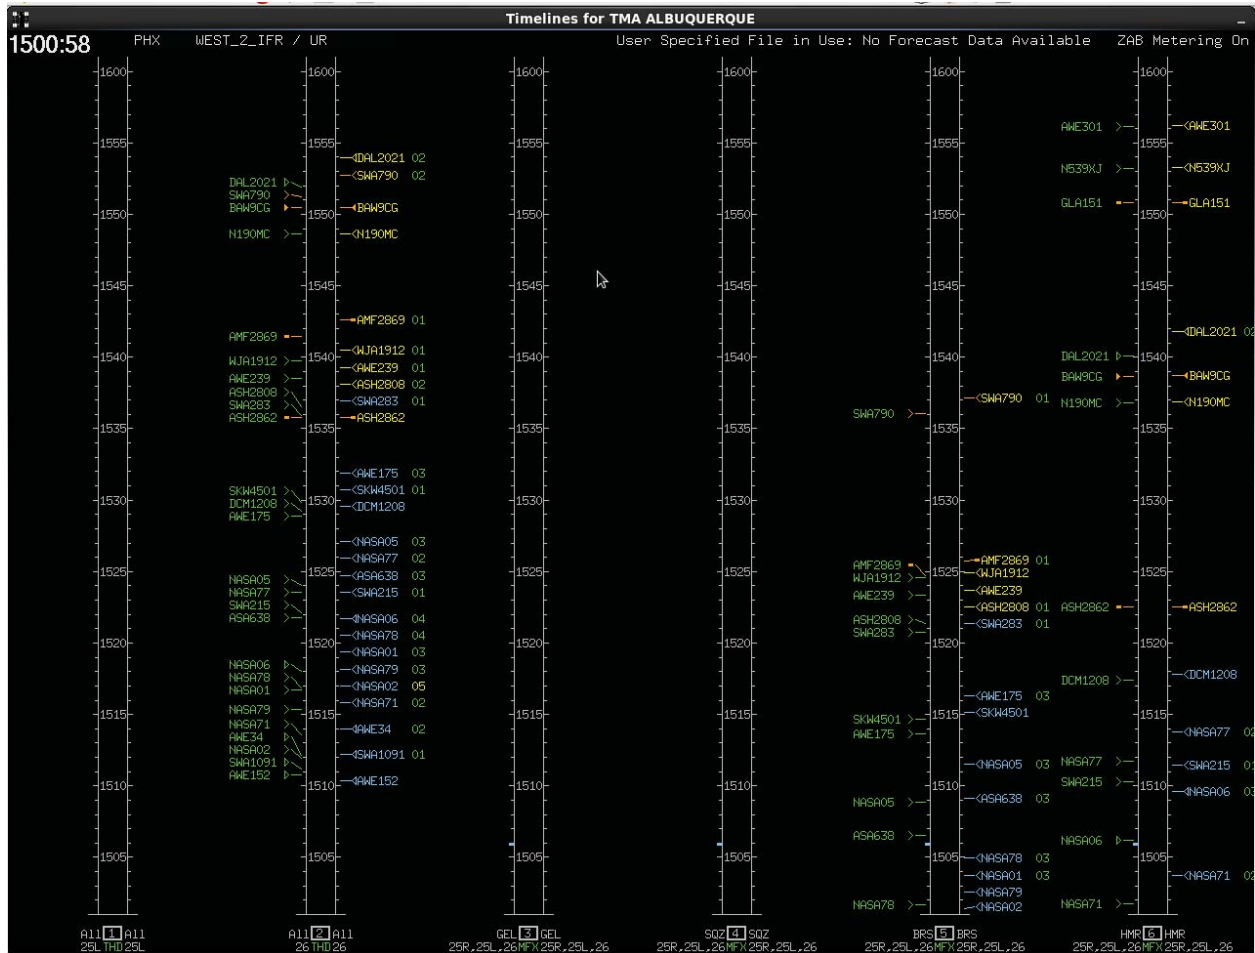 Timelines for TMA ALBUQUERQUE
1500:58 PHX WEST_2_IFR / UR User Specified File in Use: No Forecast Data Available ZAB Metering On
1600 1600 1600 1600 1600 1600
AWE301 AWE301
1555 1555 1555 1555 1555 1555
DAL2021 02
N539XJ N539XJ
SWA790 02
DAL2021
SWA790
GLA151 GLA151
BAW9CG BAW9CG
1550 1550 1550 1550 1550 1550
N190MC N190MC
1545 1545 1545 1545 1545 1545
AMF2869 01
DAL2021 02
AMF2869
WJA1912 01
1540 1540 1540 1540 1540 1540
DAL2021
WJA1912
AWE239 01
AWE239
BAW9CG BAW9CG
ASH2808 02
ASH2808
SWA790 01
SWA283 01
N190MC N190MC
SWA283
SWA790
ASH2862 ASH2862
1535 1535 1535 1535 1535 1535
AWE175 03
SKW4501 SKW4501 01
1530 1530 1530 1530 1530 1530
DCM1208 DCM1208
AWE175
NASA05 03
NASA77 02
AMF2869 01
AMF2869
1525 1525 1525 1525 1525 1525
WJA1912 WJA1912
ASA638 03
NASA05
NASA77 SWA215 01
AWE239 AWE239
SWA215
ASH2808 01 ASH2862 ASH2862
ASA638 NASA06 04
ASH2808
SWA283 01
NASA78 04
SWA283
1520 1520 1520 1520 1520 1520
NASA01 03
NASA06
NASA79 03
NASA78
DCM1208
DCM1208
NASA01 NASA02 05
NASA71 02
AWE175 03
NASA79
SKW4501
1515 1515 1515 1515 1515 1515
SKW4501
NASA71
AWE34 02
AWE175
NASA77 02
AWE34
NASA02
SWA1091 01
SWA1091
NASA05 03 NASA77
SWA215 01
AWE152
AWE152
SWA215
1510 1510 1510 1510 1510 1510
NASA06 03
ASA638 03
NASA05
ASA638
NASA06
1505 1505 1505 1505 1505 1505
NASA78 03
NASA01 03
NASA71 02
NASA79
NASA78
NASA02
NASA71
All 1 All All 2 All GEL 3 GEL SQZ 4 SQZ BRS 5 BRS HMR 6 HMR
25L THD 25L 26 THD 26 25R,25L,26 MFX 25R,25L,26 25R,25L,26 MFX 25R,25L,26 25R,25L,26 MFX 25R,25L,26 25R,25L,26 MFX 25R,25L,26